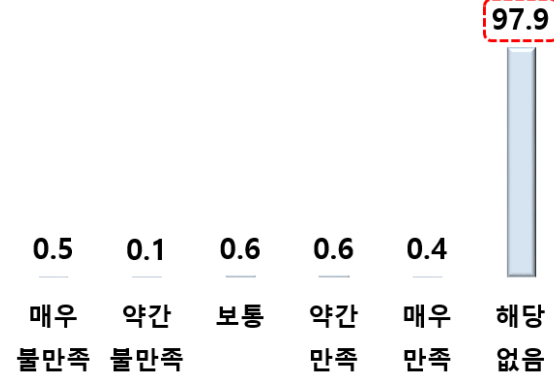 97.9
0.5 0.1 0.6 0.6 0.4
매우 약간 보통 약간 매우 해당
불만족 불만족 만족 만족 없음